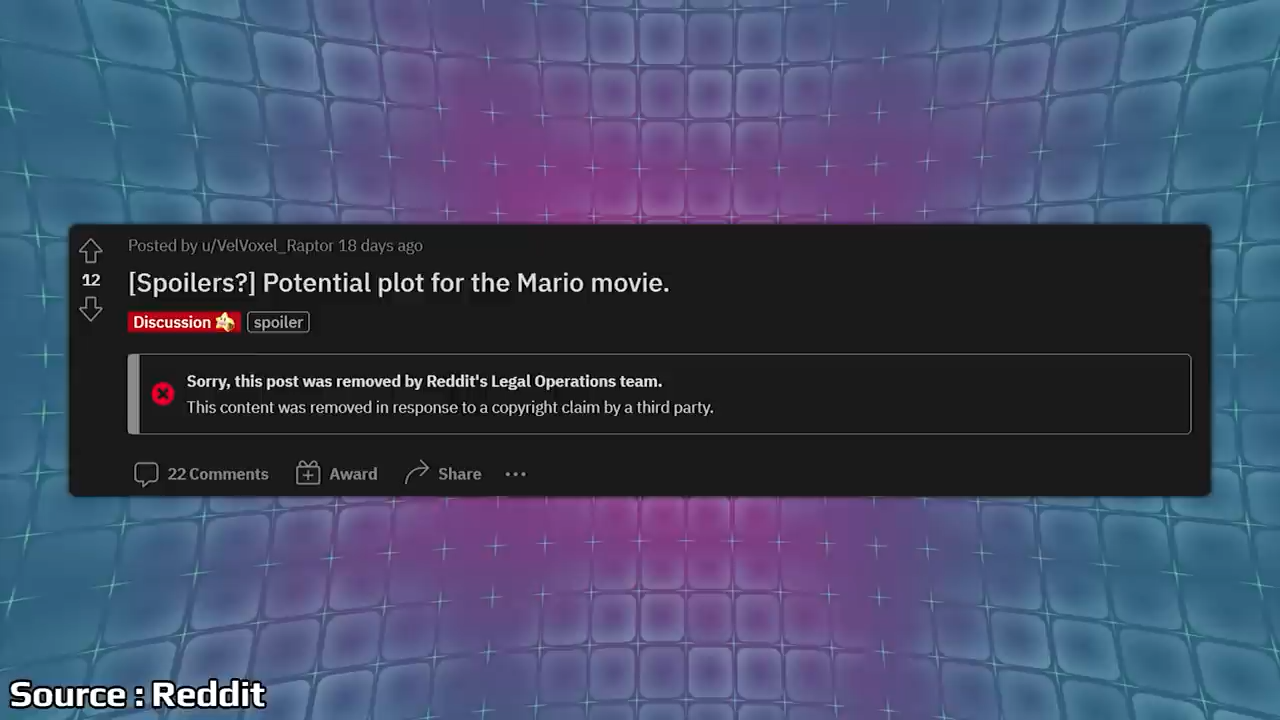 Posted by u/VelVoxel_Raptor 18 days ago
12
[Spoilers?] Potential plot for the Mario movie.
Discussion spoiler
Sorry, this post was removed by Reddit's Legal Operations team.
This content was removed in response to a copyright claim by a third party.
22 Comments Award Share
Source : Reddit